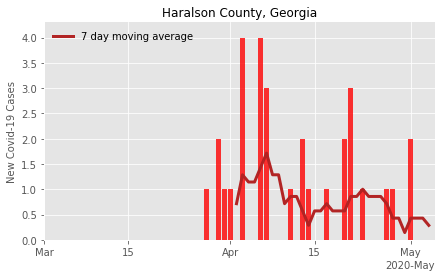 Haralson County, Georgia
7 day moving average
New Covid-19 Cases
4.0
3.5
3.0
2.5
2.0
1.5
1.0
0.5
0.0
Mar 15 Apr 15 May
2020-May